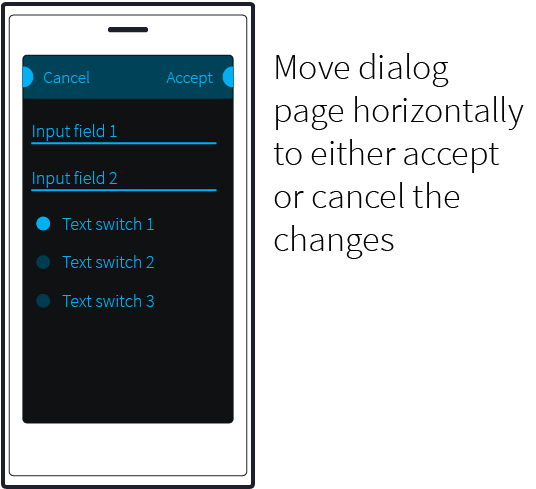 Cancel Accept
Input field 1
Input field 2
Text switch 1
Text switch 2
Text switch 3
Move dialog
page horizontally
to either accept
or cancel the
changes